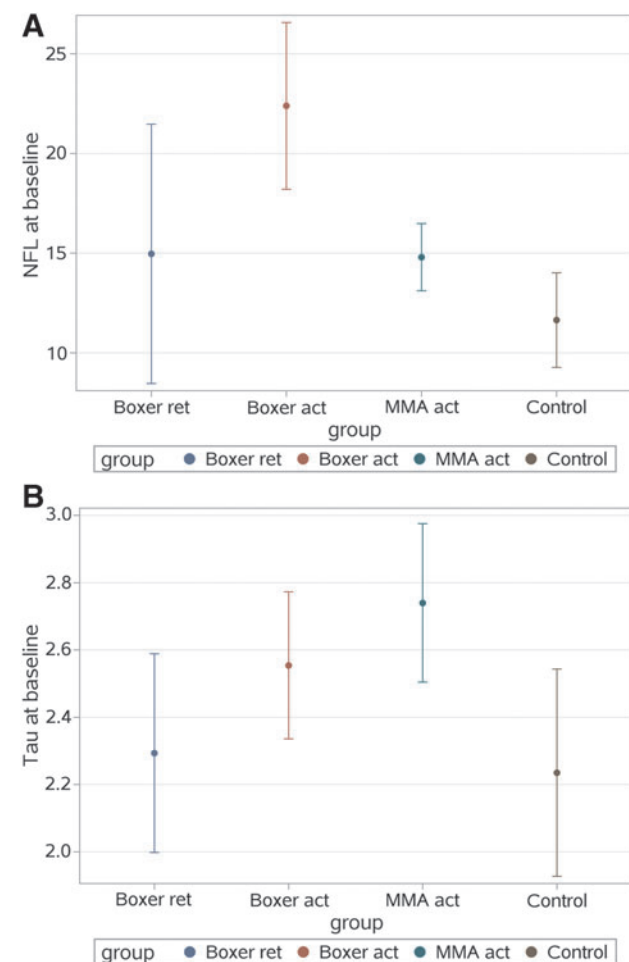 A
NFL at baseline
25
20
15
10
Boxer ret Boxer act MMA act Control
group
group Boxer ret Boxer act MMA act Control
B
Tau at baseline
3.0
2.8
2.6
2.4
2.2
2.0
Boxer ret Boxer act MMA act Control
group
group Boxer ret Boxer act MMA act Control